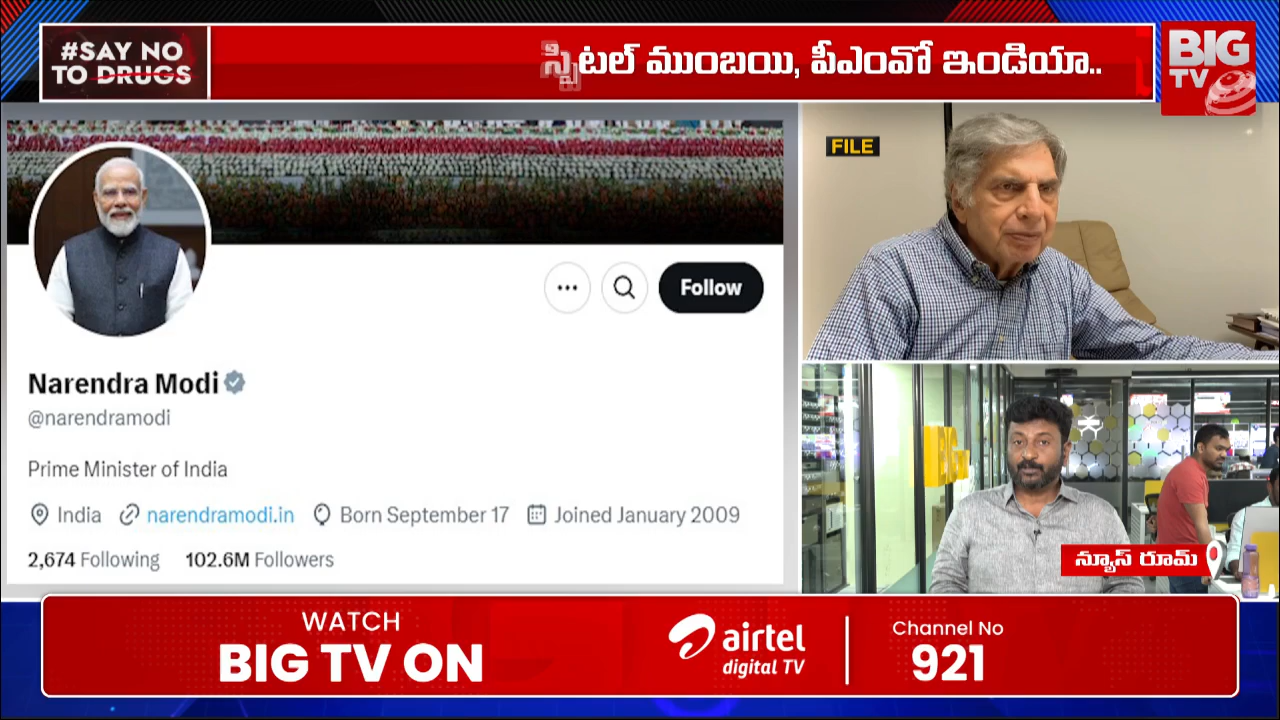 #SAY NO
TO DRUGS
స్పిటల్ ముంబయి, పీఎంవో ఇండియా..
BIG
TV
FILE
Follow
Narendra Modi
@narendramodi
Prime Minister of India
India narendramodi.in Born September 17 Joined January 2009
2,674 Following 102.6M Followers
న్యూస్ రూమ్
WATCH
BIG TV ON
airtel
digital TV
Channel No
921